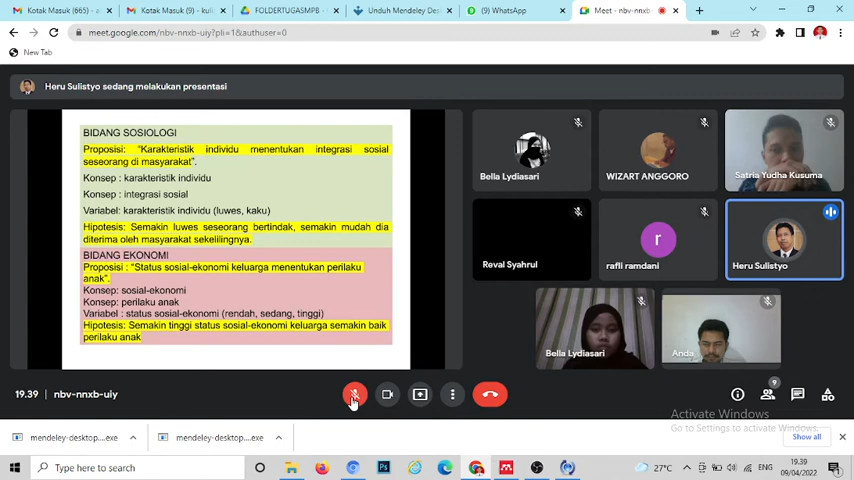 Kotak Masuk (665) - a
Kotak Masuk (9) - kuli
FOLDERTUGASMPB -
Unduh Mendeley Des
(9) WhatsApp
Meet - nbv-nnxb-
meet.google.com/nbv-nnxb-uiy?pli=1&authuser=0
New Tab
Heru Sulistyo sedang melakukan presentasi
BIDANG SOSIOLOGI
Proposisi: "Karakteristik individu menentukan integrasi sosial
seseorang di masyarakat".
Konsep : karakteristik individu
Konsep : integrasi sosial
Variabel: karakteristik individu (luwes, kaku)
Hipotesis: Semakin luwes seseorang bertindak, semakin mudah dia
diterima oleh masyarakat sekelilingnya.
BIDANG EKONOMI
Proposisi : "Status sosial-ekonomi keluarga menentukan perilaku
anak".
Konsep: sosial-ekonomi
Konsep: perilaku anak
Variabel : status sosial-ekonomi (rendah, sedang, tinggi)
Hipotesis: Semakin tinggi status sosial-ekonomi keluarga semakin baik
perilaku anak
Bella Lydiasari
WIZART ANGGORO
Satria Yudha Kusuma
Reval Syahrul
r
rafli ramdani
Heru Sulistyo
Bella Lydiasari
Anda
19.39
nbv-nnxb-uiy
9
Activate Windows
Go to Settings to activate Windows.
mendeley-desktop....exe
mendeley-desktop....exe
Show all
Type here to search
Ps
27°C
ENG
19.39
09/04/2022
1